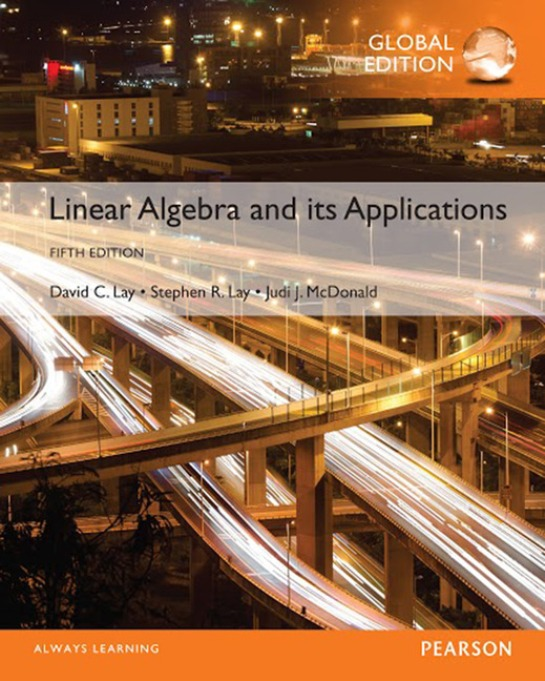 GLOBAL
EDITION
Linear Algebra and its Applications
FIFTH EDITION
David C. Lay • Stephen R. Lay • Judi J. McDonald
ALWAYS LEARNING
PEARSON